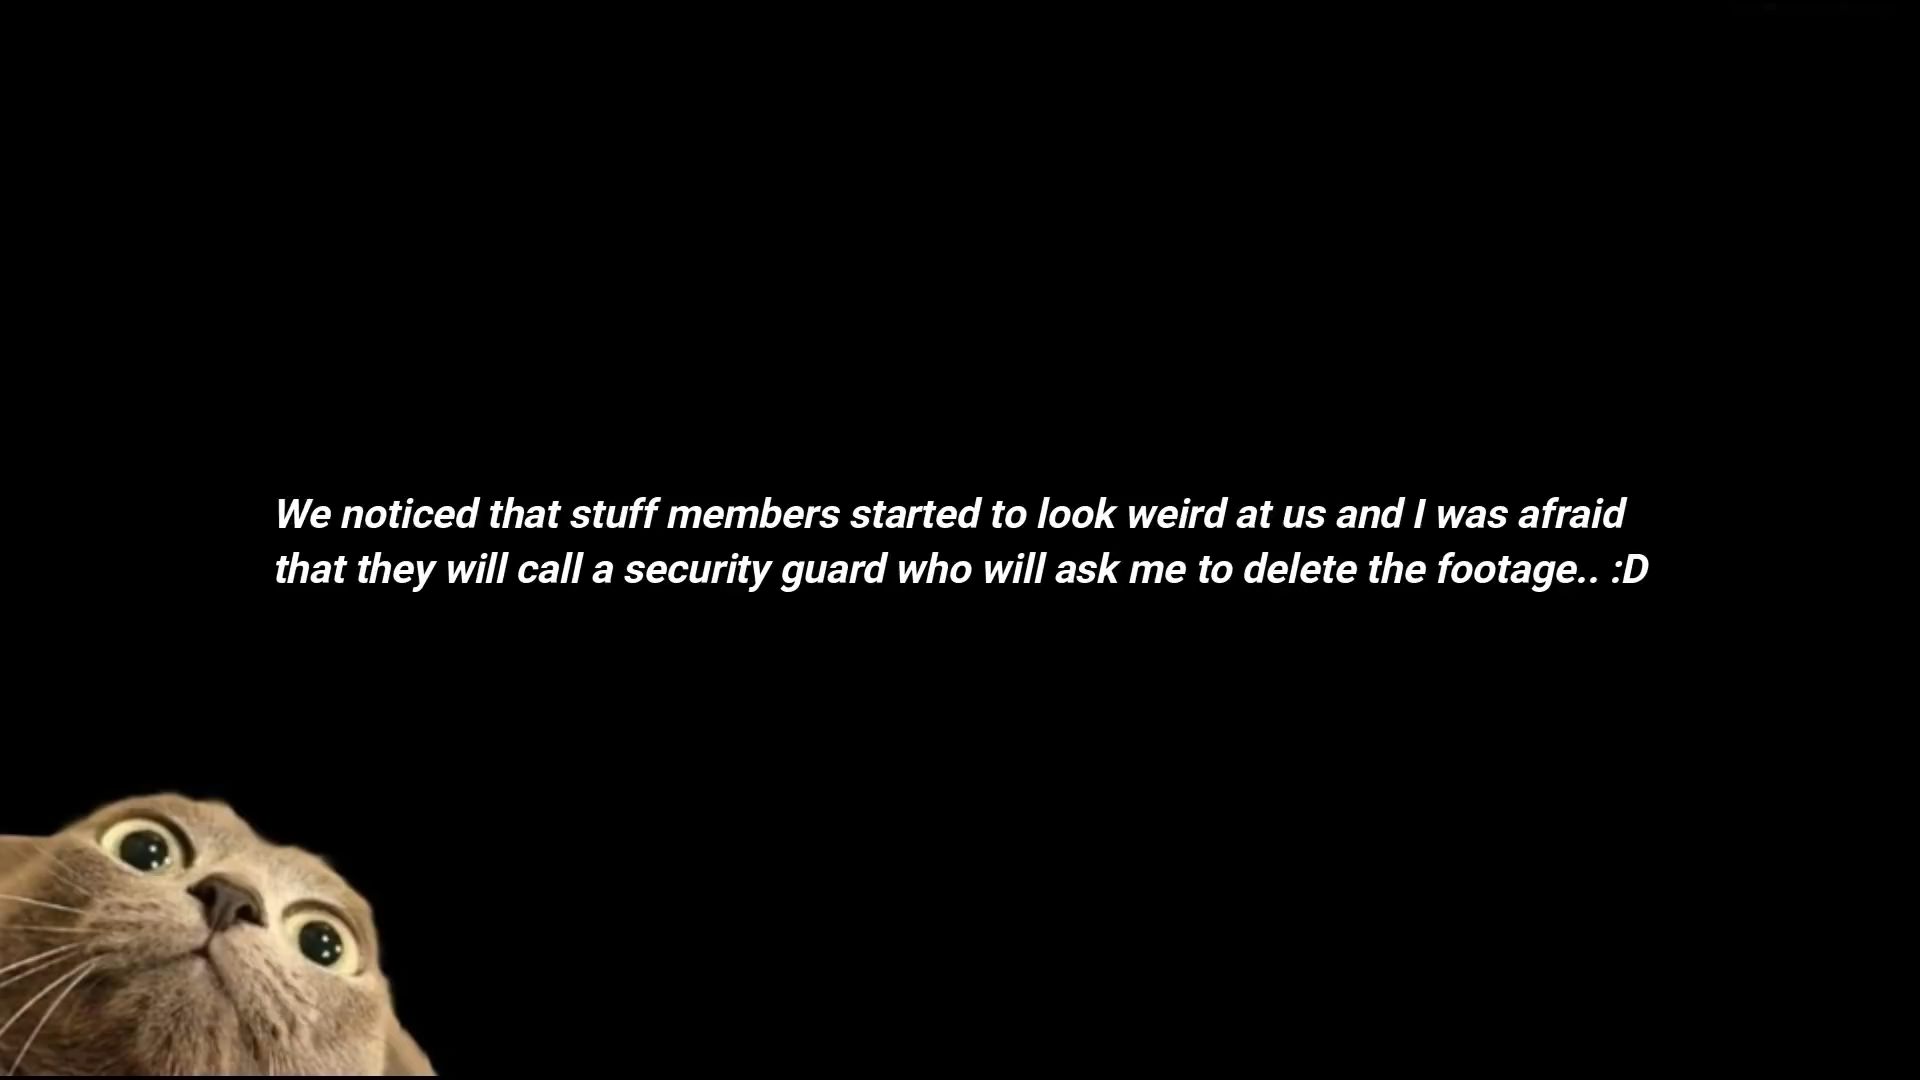 We noticed that stuff members started to look weird at us and I was afraid
that they will call a security guard who will ask me to delete the footage.. :D